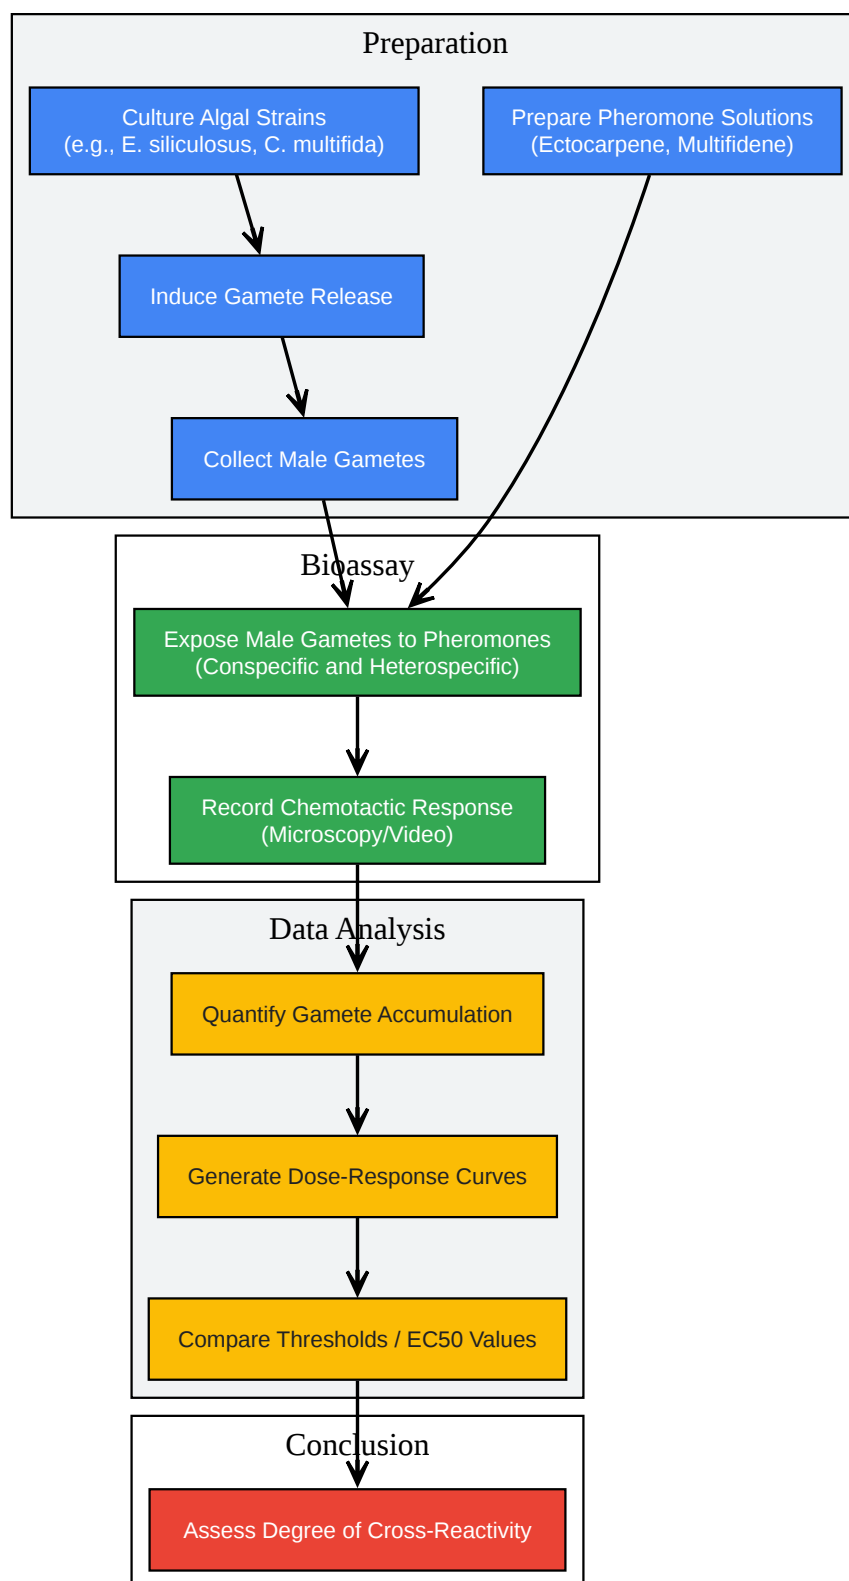 Preparation
Culture Algal Strains
(e.g., E. siliculosus, C. multifida)
Prepare Pheromone Solutions
(Ectocarpene, Multifidene)
Induce Gamete Release
Collect Male Gametes
Bioassay
Expose Male Gametes to Pheromones
(Conspecific and Heterospecific)
Record Chemotactic Response
(Microscopy/Video)
Data Analysis
Quantify Gamete Accumulation
Generate Dose-Response Curves
Compare Thresholds / EC50 Values
Conclusion
Assess Degree of Cross-Reactivity